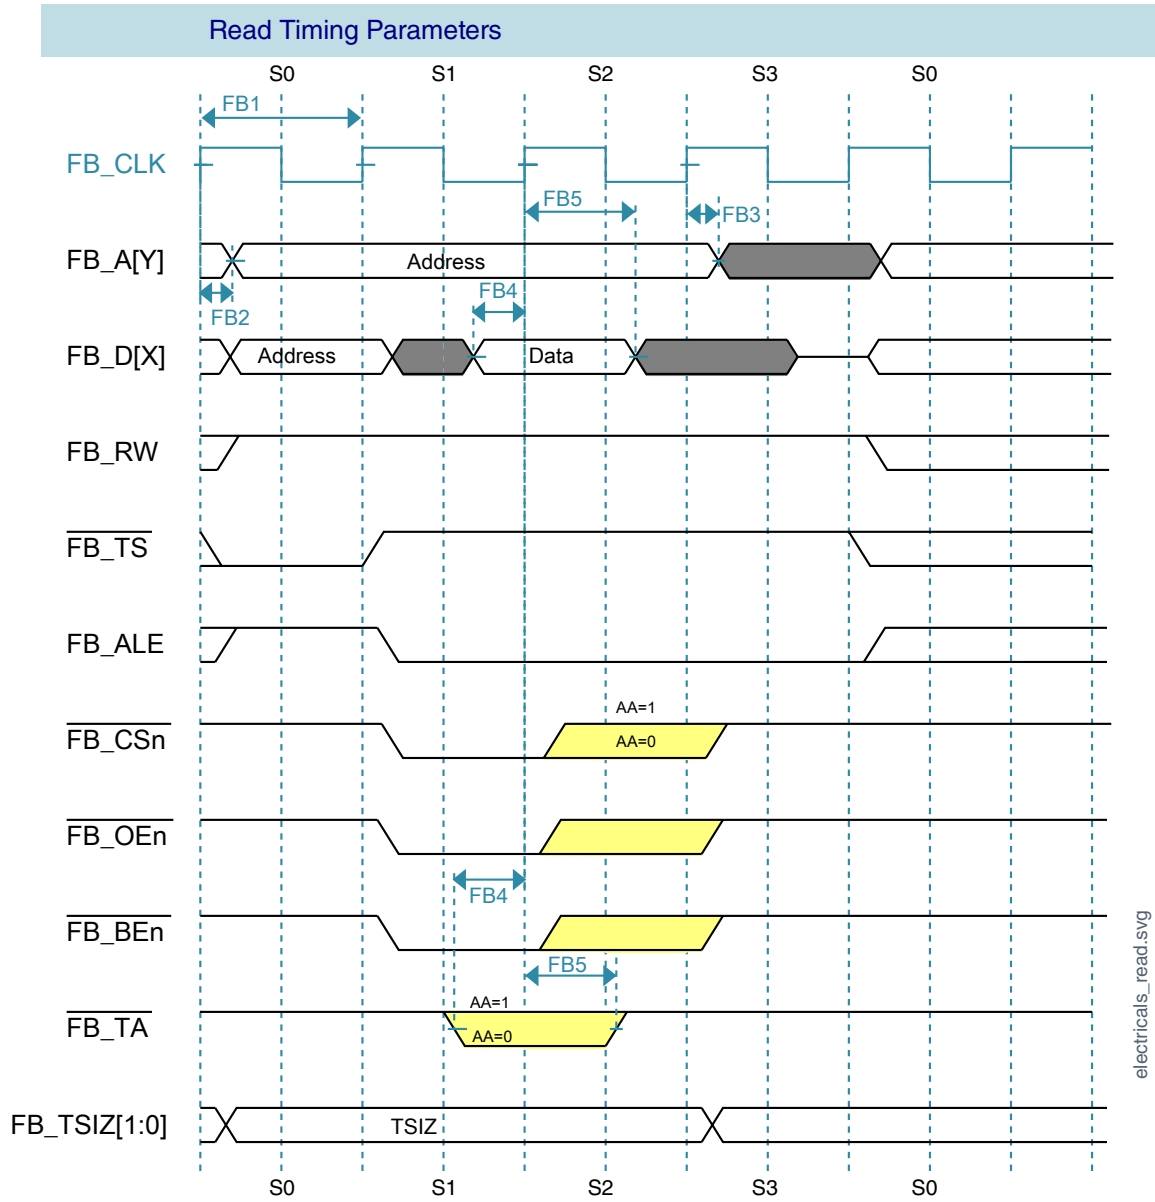 Read Timing Parameters
S0 S1 S2 S3 S0
FB1
FB_CLK
FB5
FB3
FB_A[Y]
Address
FB4
FB2
FB_D[X]
Address
Data
FB_RW
FB_TS
FB_ALE
AA=1
FB_CSn
AA=0
FB_OEn
FB4
FB_BEn
FB5
AA=1
FB_TA
AA=0
FB_TSIZ[1:0]
TSIZ
S0 S1 S2 S3 S0
electricals_read.svg